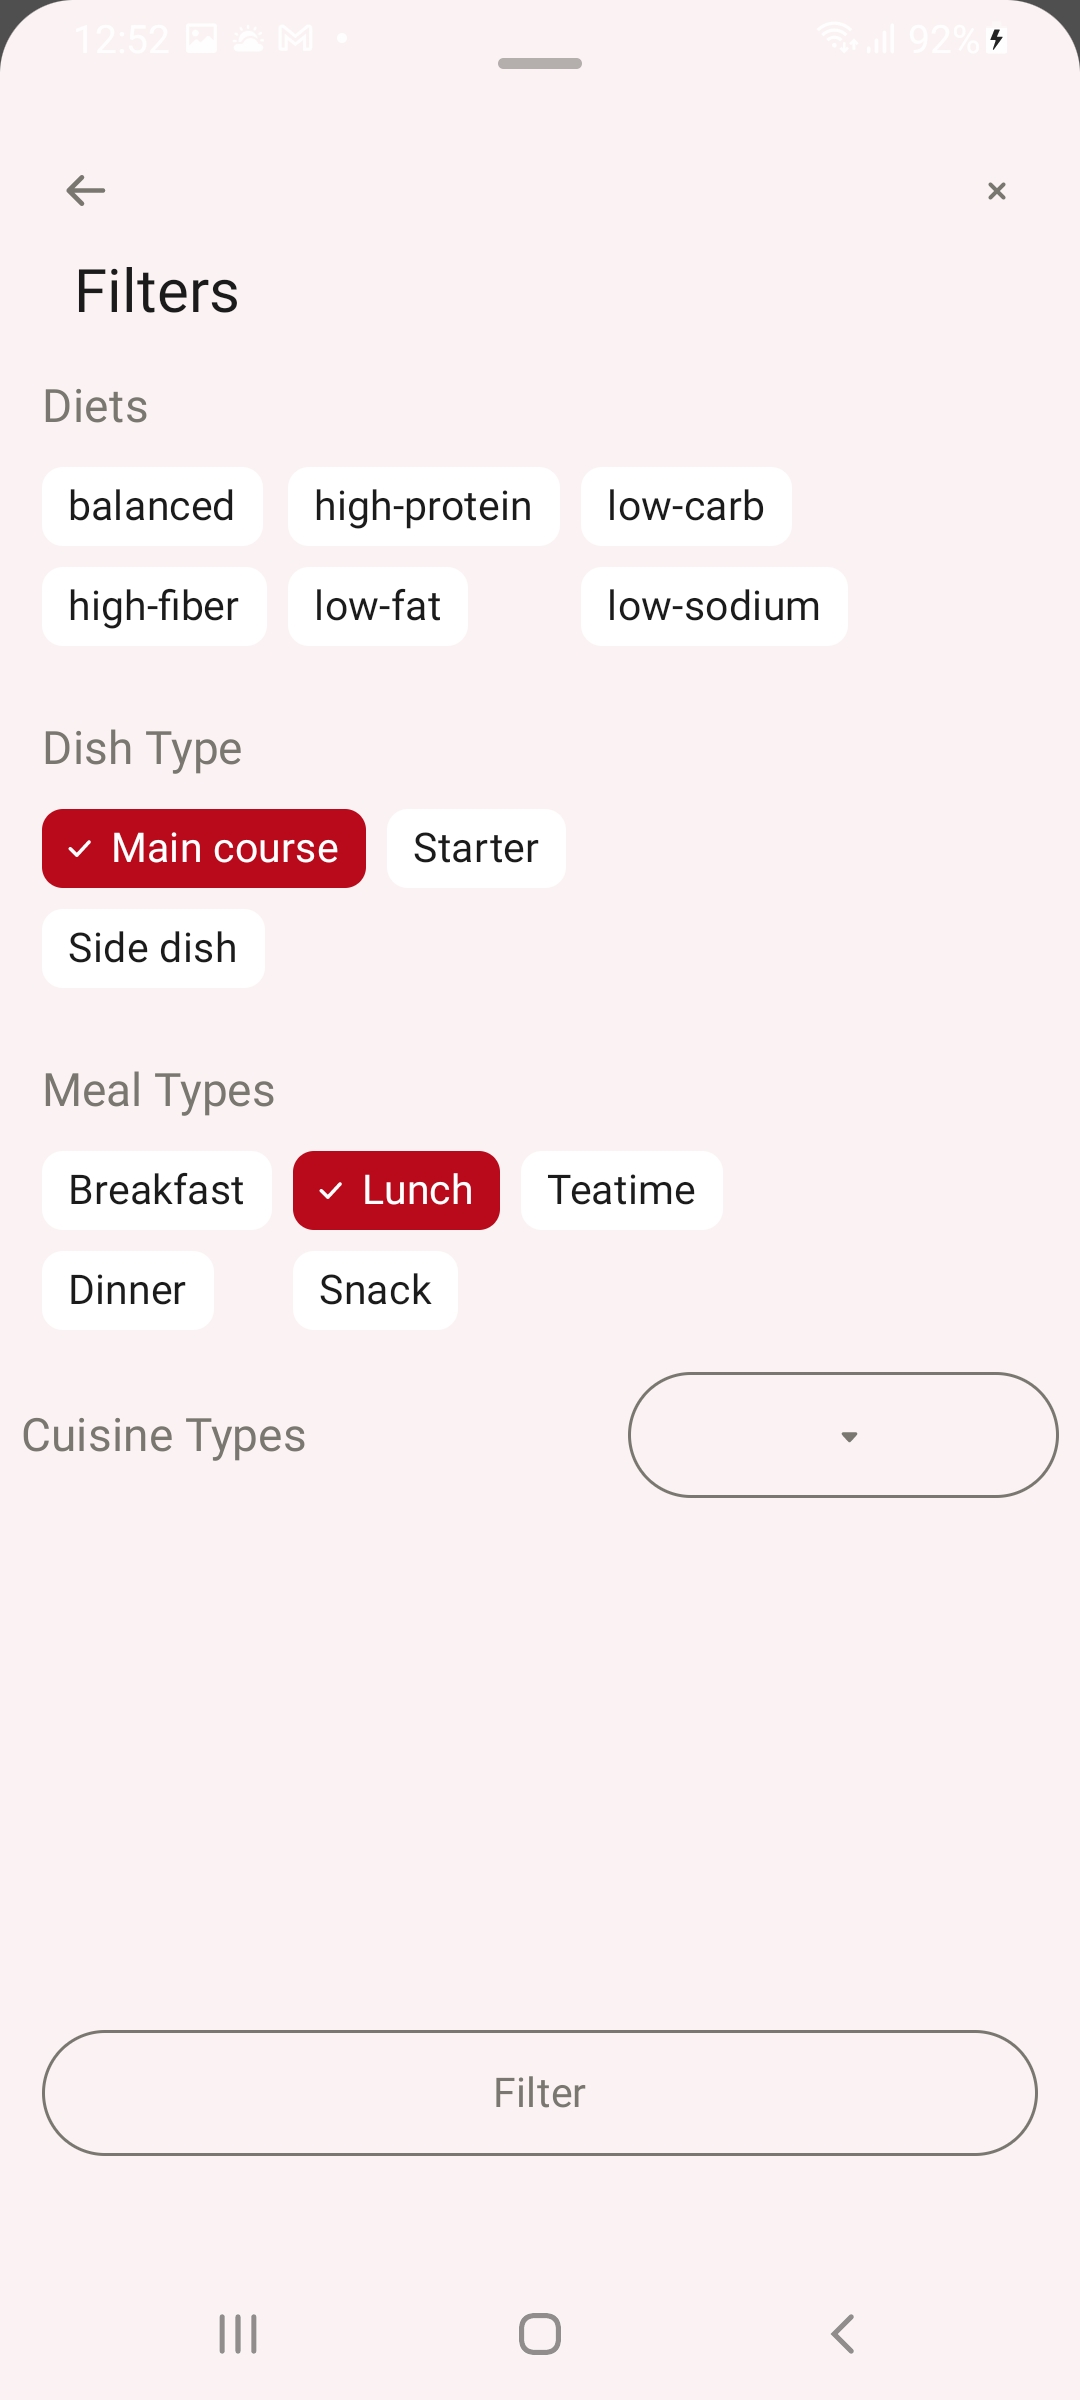 12:52 92%
Filters
Diets
balanced high-protein low-carb
high-fiber low-fat low-sodium
Dish Type
Main course Starter
Side dish
Meal Types
Breakfast Lunch Teatime
Dinner Snack
Cuisine Types
Filter